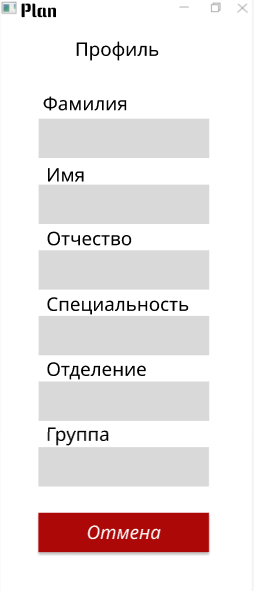 Plan
Профиль
Фамилия
Имя
Отчество
Специальность
Отделение
Группа
Отмена